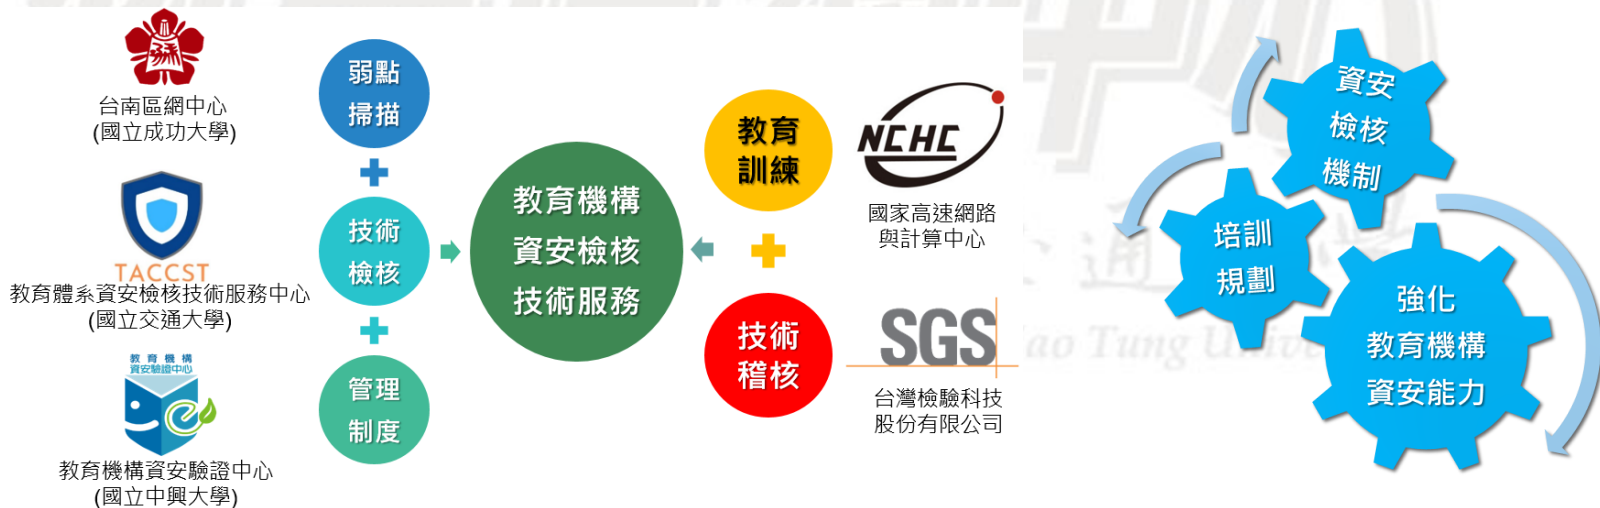 台南區網中心
(國立成功大學)
TACCST
教育體系資安檢核技術服務中心
(國立交通大學)
教育機構
資安驗證中心
教育機構資安驗證中心
(國立中興大學)
弱點
掃描
技術
檢核
管理
制度
教育機構
資安檢核
技術服務
教育
訓練
技術
稽核
NCHC
國家高速網路
與計算中心
SGS
台灣檢驗科技
股份有限公司
資安
檢核
機制
培訓
規劃
強化
教育機構
資安能力
中心
通
ao Tung Unive